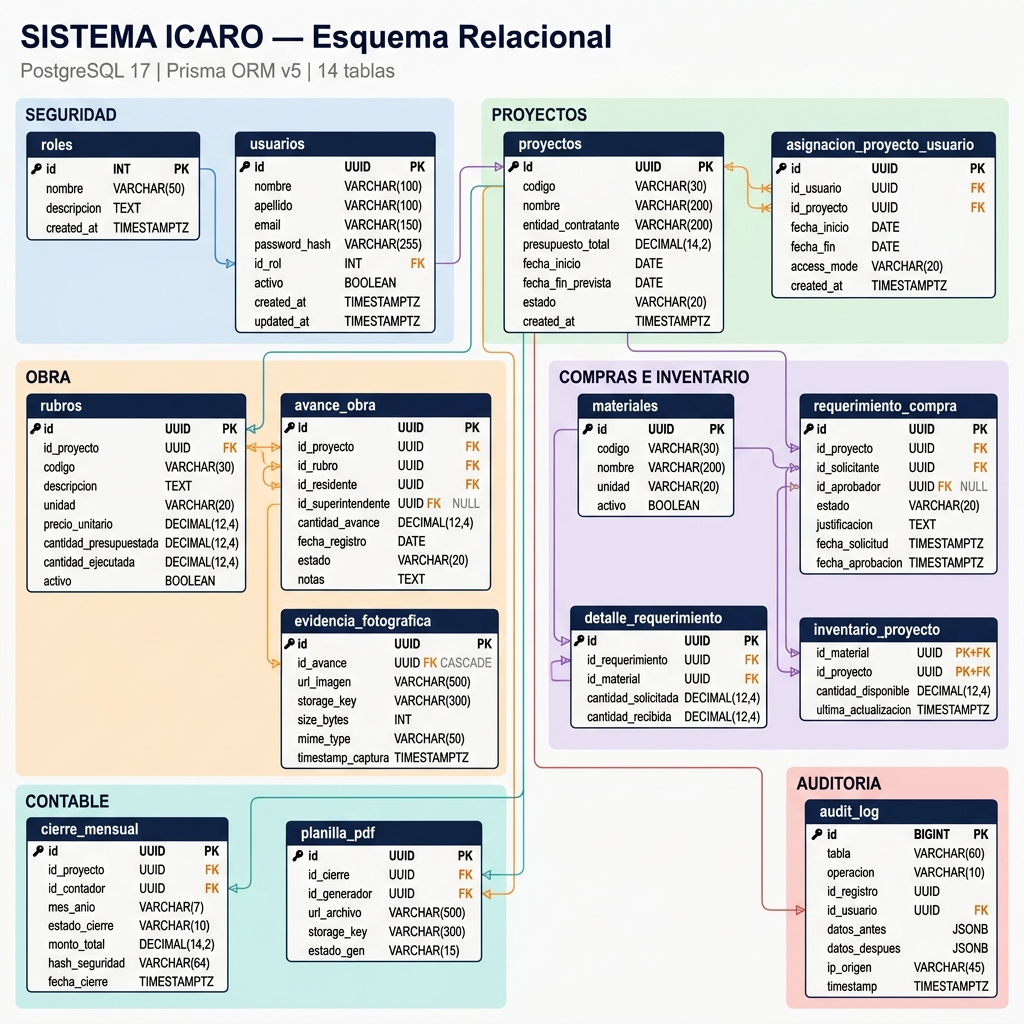 SISTEMA ICARO — Esquema Relacional
PostgreSQL 17 | Prisma ORM v5 | 14 tablas
SEGURIDAD
roles
id INT PK
nombre VARCHAR(50)
descripcion TEXT
created_at TIMESTAMPTZ
usuarios
id UUID PK
nombre VARCHAR(100)
apellido VARCHAR(100)
email VARCHAR(150)
password_hash VARCHAR(255)
id_rol INT FK
activo BOOLEAN
created_at TIMESTAMPTZ
updated_at TIMESTAMPTZ
PROYECTOS
proyectos
id UUID PK
codigo VARCHAR(30)
nombre VARCHAR(200)
entidad_contratante VARCHAR(200)
presupuesto_total DECIMAL(14,2)
fecha_inicio DATE
fecha_fin_prevista DATE
estado VARCHAR(20)
created_at TIMESTAMPTZ
asignacion_proyecto_usuario
id UUID PK
id_usuario UUID FK
id_proyecto UUID FK
fecha_inicio DATE
fecha_fin DATE
access_mode VARCHAR(20)
created_at TIMESTAMPTZ
OBRA
rubros
id UUID PK
id_proyecto UUID FK
codigo VARCHAR(30)
descripcion TEXT
unidad VARCHAR(20)
precio_unitario DECIMAL(12,4)
cantidad_presupuestada DECIMAL(12,4)
cantidad_ejecutada DECIMAL(12,4)
activo BOOLEAN
avance_obra
id UUID PK
id_proyecto UUID FK
id_rubro UUID FK
id_residente UUID FK
id_superintendente UUID FK NULL
cantidad_avance DECIMAL(12,4)
fecha_registro DATE
estado VARCHAR(20)
notas TEXT
evidencia_fotografica
id UUID PK
id_avance UUID FK CASCADE
url_imagen VARCHAR(500)
storage_key VARCHAR(300)
size_bytes INT
mime_type VARCHAR(50)
timestamp_captura TIMESTAMPTZ
COMPRAS E INVENTARIO
materiales
id UUID PK
codigo VARCHAR(30)
nombre VARCHAR(200)
unidad VARCHAR(20)
activo BOOLEAN
requerimiento_compra
id UUID PK
id_proyecto UUID FK
id_solicitante UUID FK
id_aprobador UUID FK NULL
estado VARCHAR(20)
justificacion TEXT
fecha_solicitud TIMESTAMPTZ
fecha_aprobacion TIMESTAMPTZ
detalle_requerimiento
id UUID PK
id_requerimiento UUID FK
id_material UUID FK
cantidad_solicitada DECIMAL(12,4)
cantidad_recibida DECIMAL(12,4)
inventario_proyecto
id_material UUID PK+FK
id_proyecto UUID PK+FK
cantidad_disponible DECIMAL(12,4)
ultima_actualizacion TIMESTAMPTZ
CONTABLE
cierre_mensual
id UUID PK
id_proyecto UUID FK
id_contador UUID FK
mes_anio VARCHAR(7)
estado_cierre VARCHAR(10)
monto_total DECIMAL(14,2)
hash_seguridad VARCHAR(64)
fecha_cierre TIMESTAMPTZ
planilla_pdf
id UUID PK
id_cierre UUID FK
id_generador UUID FK
url_archivo VARCHAR(500)
storage_key VARCHAR(300)
estado_gen VARCHAR(15)
AUDITORIA
audit_log
id BIGINT PK
tabla VARCHAR(60)
operacion VARCHAR(10)
id_registro UUID
id_usuario UUID FK
datos_antes JSONB
datos_despues JSONB
ip_origen VARCHAR(45)
timestamp TIMESTAMPTZ